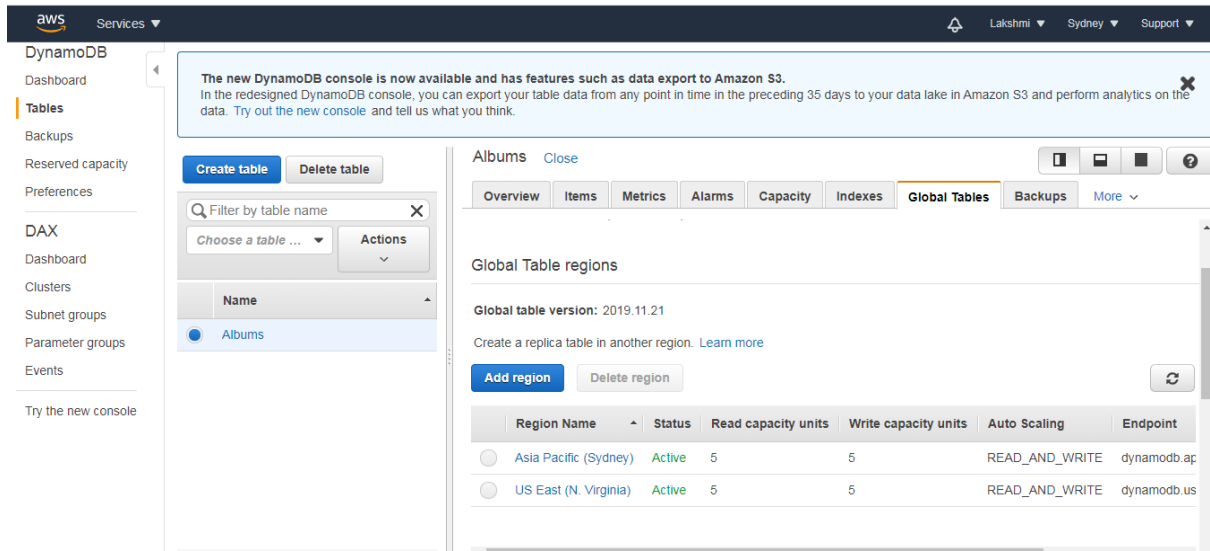 aws Services Lakshmi Sydney Support
DynamoDB
Dashboard
Tables
Backups
Reserved capacity
Preferences
DAX
Dashboard
Clusters
Subnet groups
Parameter groups
Events
Try the new console
The new DynamoDB console is now available and has features such as data export to Amazon S3.
In the redesigned DynamoDB console, you can export your table data from any point in time in the preceding 35 days to your data lake in Amazon S3 and perform analytics on the
data. Try out the new console and tell us what you think.
Create table Delete table
Filter by table name
Choose a table ... Actions
Name
Albums
Albums Close
Overview Items Metrics Alarms Capacity Indexes Global Tables Backups More
Global Table regions
Global table version: 2019.11.21
Create a replica table in another region. Learn more
Add region Delete region
Region Name Status Read capacity units Write capacity units Auto Scaling Endpoint
Asia Pacific (Sydney) Active 5 5 READ_AND_WRITE dynamodb.ap
US East (N. Virginia) Active 5 5 READ_AND_WRITE dynamodb.us